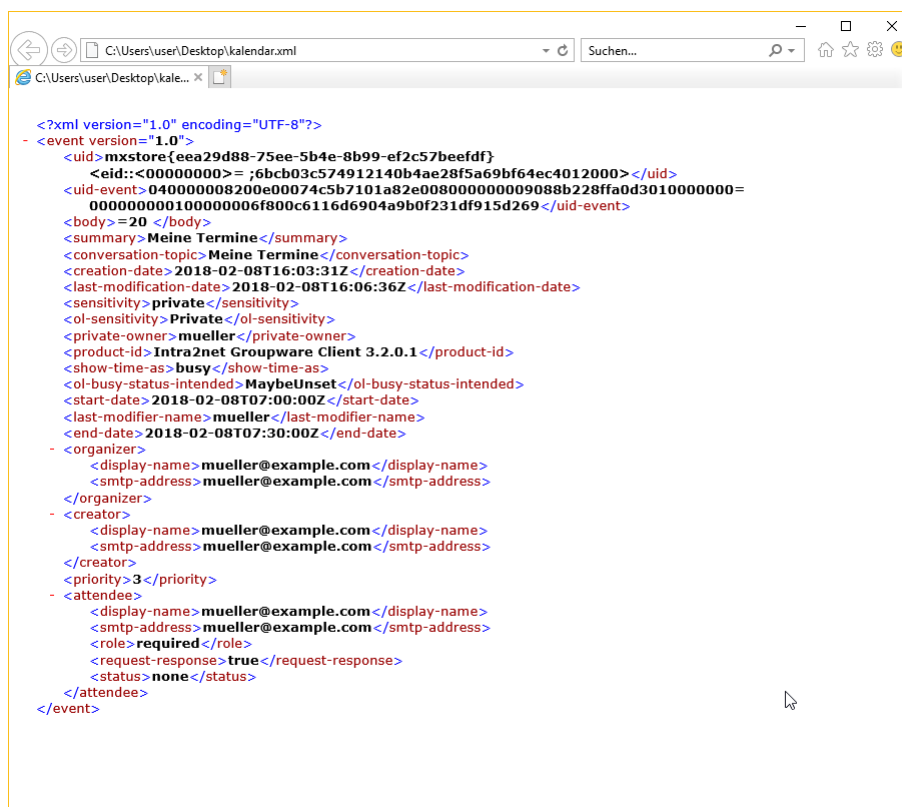 C:\Users\user\Desktop\kalendar.xml
Suchen...
C:\Users\user\Desktop\kale...
<?xml version="1.0" encoding="UTF-8"?>
- <event version="1.0">
<uid>mxstore{eea29d88-75ee-5b4e-8b99-ef2c57beefdf}
<eid::<00000000>= ;6bcb03c574912140b4ae28f5a69bf64ec4012000></uid>
<uid-event>040000008200e00074c5b7101a82e008000000009088b228ffa0d3010000000=
000000000100000006f800c6116d6904a9b0f231df915d269</uid-event>
<body>=20 </body>
<summary>Meine Termine</summary>
<conversation-topic>Meine Termine</conversation-topic>
<creation-date>2018-02-08T16:03:31Z</creation-date>
<last-modification-date>2018-02-08T16:06:36Z</last-modification-date>
<sensitivity>private</sensitivity>
<ol-sensitivity>Private</ol-sensitivity>
<private-owner>mueller</private-owner>
<product-id>Intra2net Groupware Client 3.2.0.1</product-id>
<show-time-as>busy</show-time-as>
<ol-busy-status-intended>MaybeUnset</ol-busy-status-intended>
<start-date>2018-02-08T07:00:00Z</start-date>
<last-modifier-name>mueller</last-modifier-name>
<end-date>2018-02-08T07:30:00Z</end-date>
- <organizer>
<display-name>mueller@example.com</display-name>
<smtp-address>mueller@example.com</smtp-address>
</organizer>
- <creator>
<display-name>mueller@example.com</display-name>
<smtp-address>mueller@example.com</smtp-address>
</creator>
<priority>3</priority>
- <attendee>
<display-name>mueller@example.com</display-name>
<smtp-address>mueller@example.com</smtp-address>
<role>required</role>
<request-response>true</request-response>
<status>none</status>
</attendee>
</event>